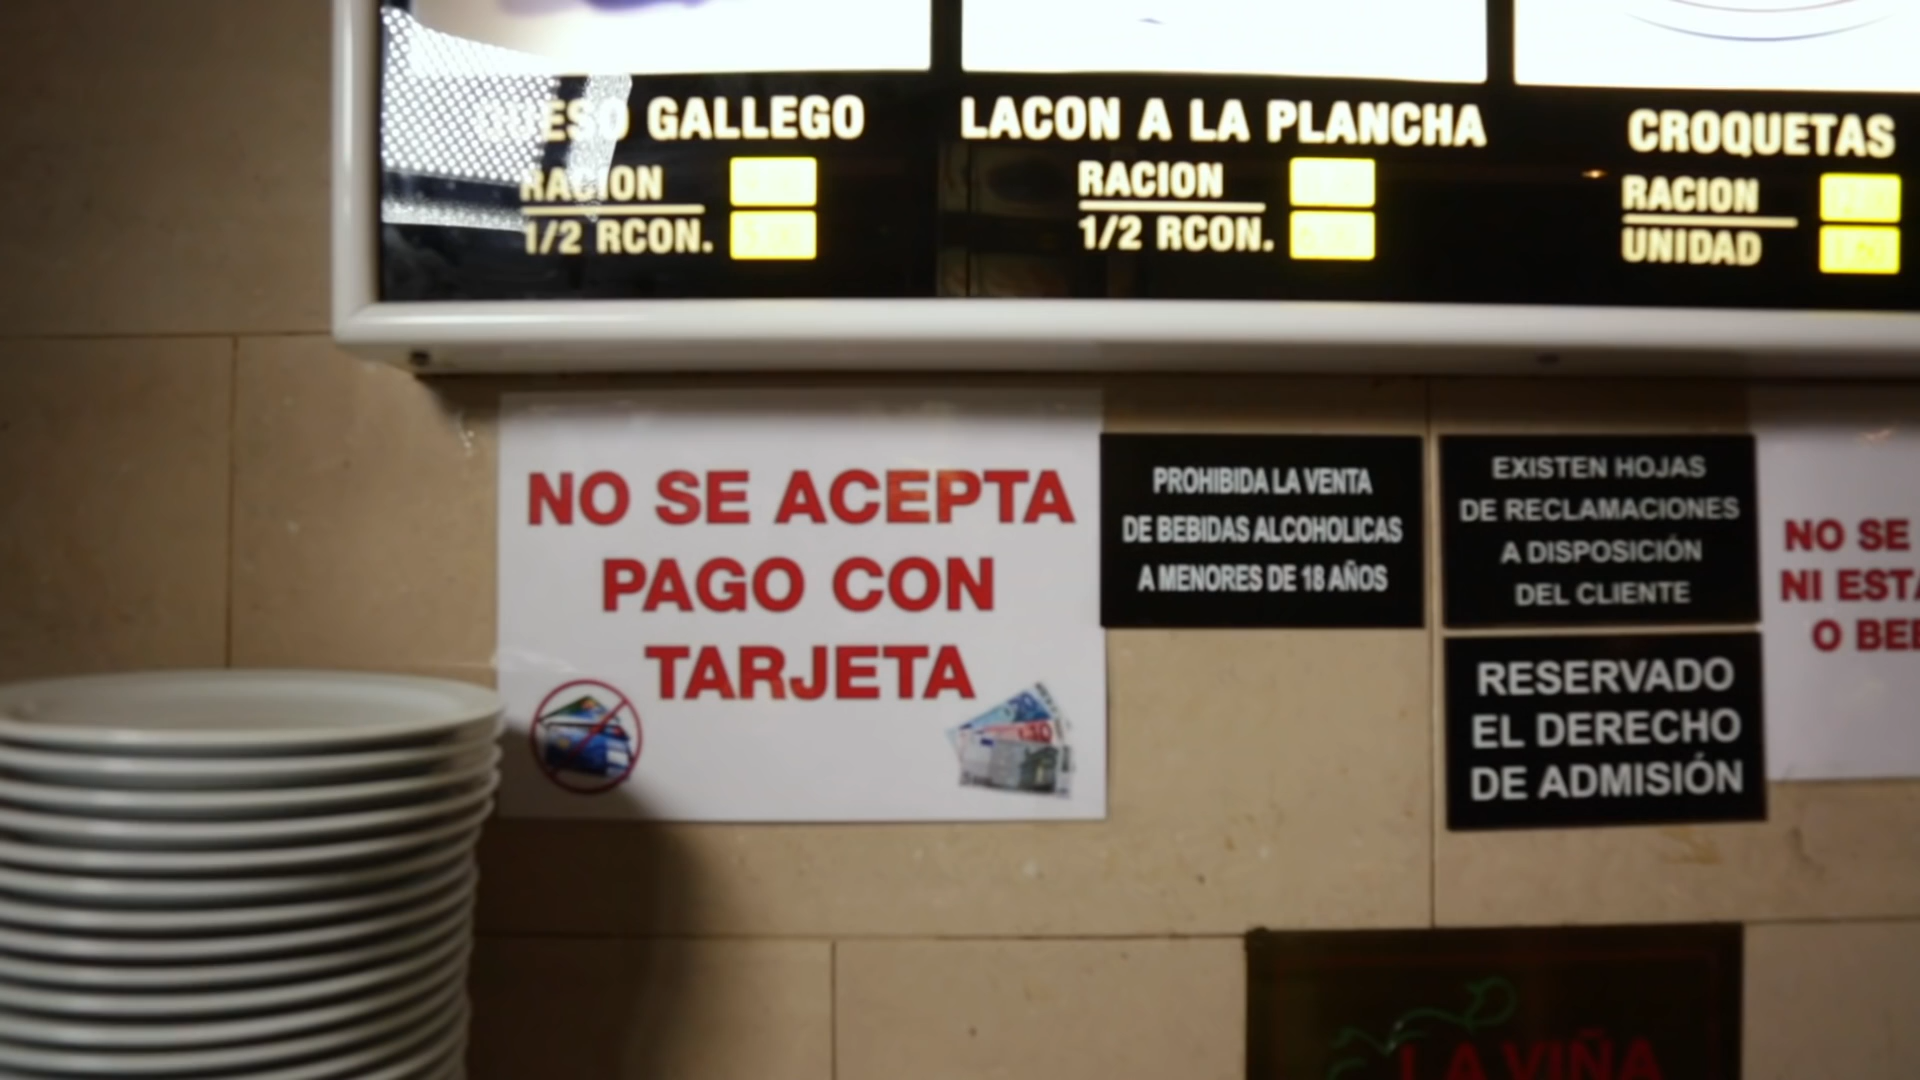 QUESO GALLEGO
RACION
1/2 RCON.
LACON A LA PLANCHA
RACION
1/2 RCON.
CROQUETAS
RACION
UNIDAD
NO SE ACEPTA
PAGO CON
TARJETA
PROHIBIDA LA VENTA
DE BEBIDAS ALCOHOLICAS
A MENORES DE 18 AÑOS
EXISTEN HOJAS
DE RECLAMACIONES
A DISPOSICIÓN
DEL CLIENTE
RESERVADO
EL DERECHO
DE ADMISIÓN
NO SE
NI
O
LA VIÑA